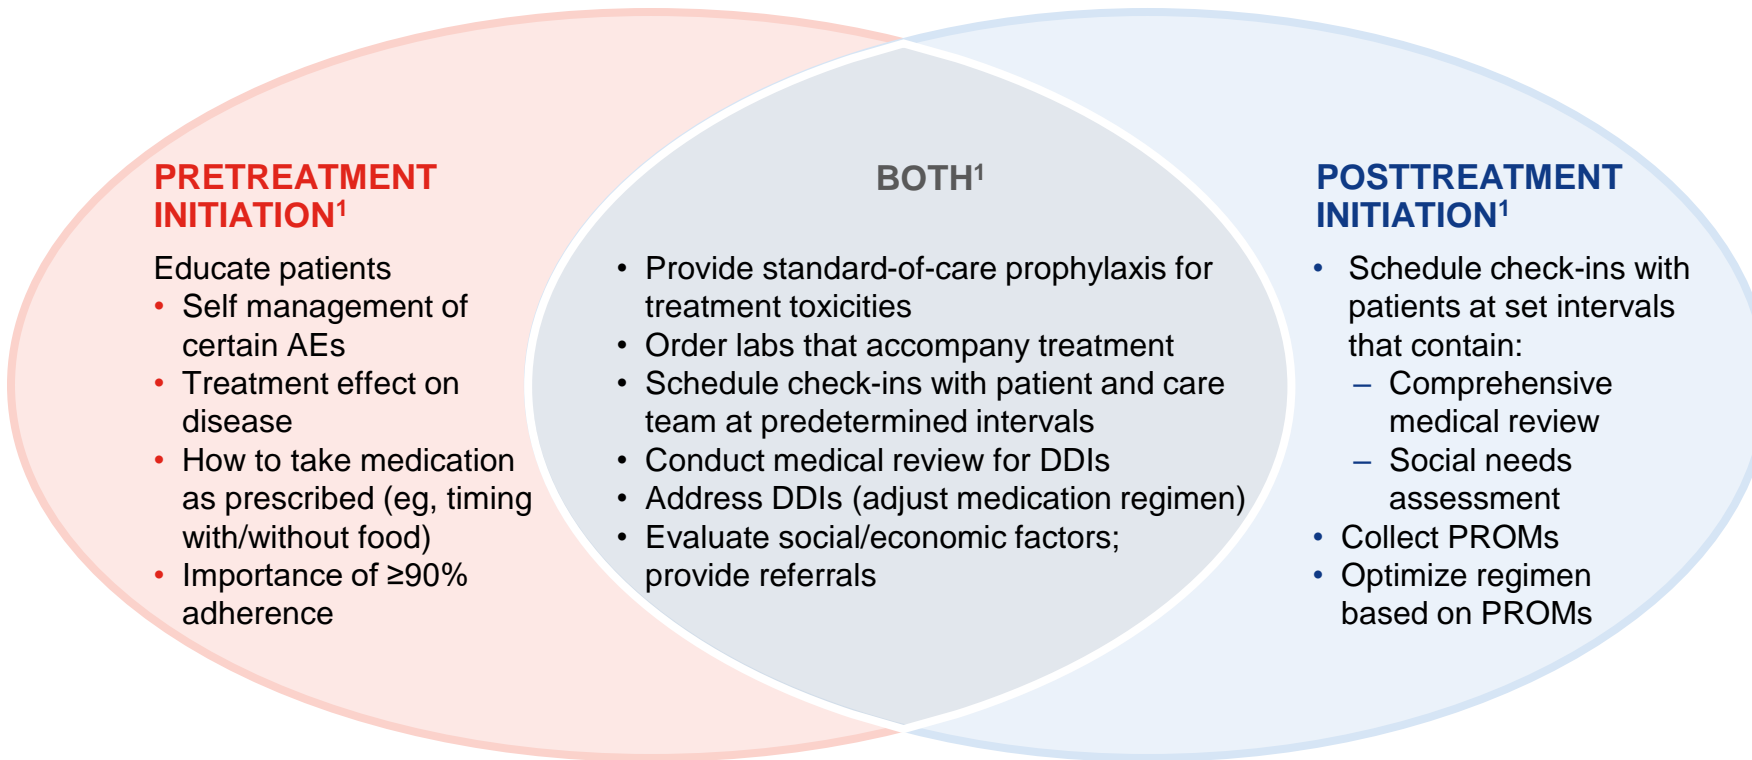 PRETREATMENT
INITIATION¹
Educate patients
• Self management of
certain AEs
• Treatment effect on
disease
• How to take medication
as prescribed (eg, timing
with/without food)
• Importance of ≥90%
adherence
BOTH¹
• Provide standard-of-care prophylaxis for
treatment toxicities
• Order labs that accompany treatment
• Schedule check-ins with patient and care
team at predetermined intervals
• Conduct medical review for DDIs
• Address DDIs (adjust medication regimen)
• Evaluate social/economic factors;
provide referrals
POSTTREATMENT
INITIATION¹
• Schedule check-ins with
patients at set intervals
that contain:
– Comprehensive
medical review
– Social needs
assessment
• Collect PROMs
• Optimize regimen
based on PROMs